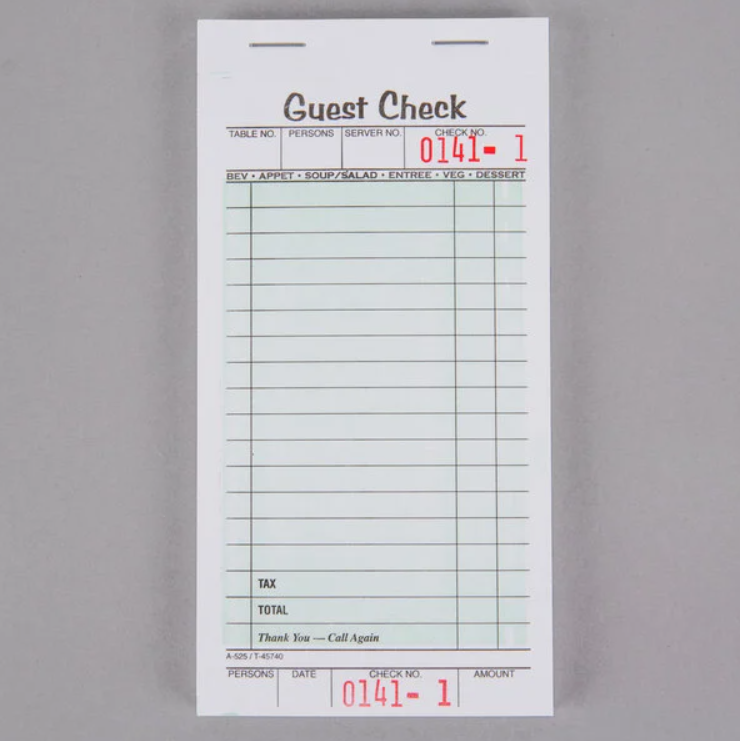 Guest Check
TABLE NO. PERSONS SERVER NO. CHECK NO.
0141- 1
BEV • APPET • SOUP/SALAD • ENTREE • VEG • DESSERT
TAX
TOTAL
Thank You — Call Again
A-525 / T-45740
PERSONS DATE CHECK NO. AMOUNT
0141- 1